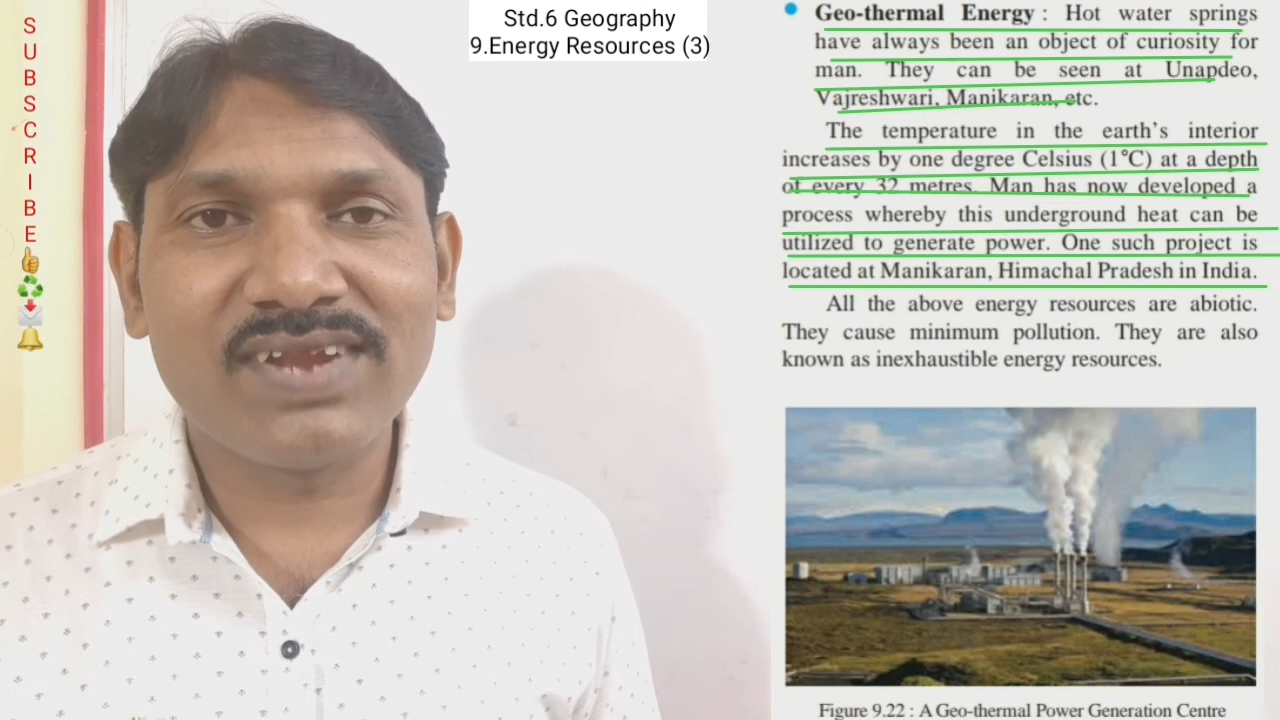 SUBSCRIBE
Std.6 Geography
9.Energy Resources (3)
Geo-thermal Energy : Hot water springs
have always been an object of curiosity for
man. They can be seen at Unapdeo,
Vajreshwari, Manikaran, etc.
The temperature in the earth's interior
increases by one degree Celsius (1°C) at a depth
of every 32 metres. Man has now developed a
process whereby this underground heat can be
utilized to generate power. One such project is
located at Manikaran, Himachal Pradesh in India.
All the above energy resources are abiotic.
They cause minimum pollution. They are also
known as inexhaustible energy resources.
Figure 9.22 : A Geo-thermal Power Generation Centre